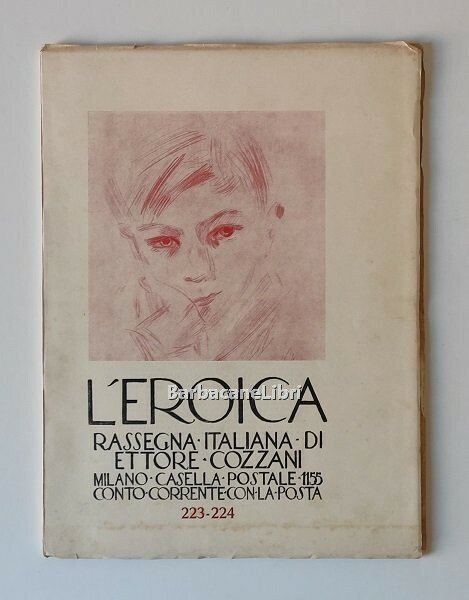 BarbacaneLibri
L'EROICA
RASSEGNA · ITALIANA · DI
ETTORE · COZZANI
MILANO · CASELLA · POSTALE · 1155
CONTO · CORRENTE · CON · LA · POSTA
223-224